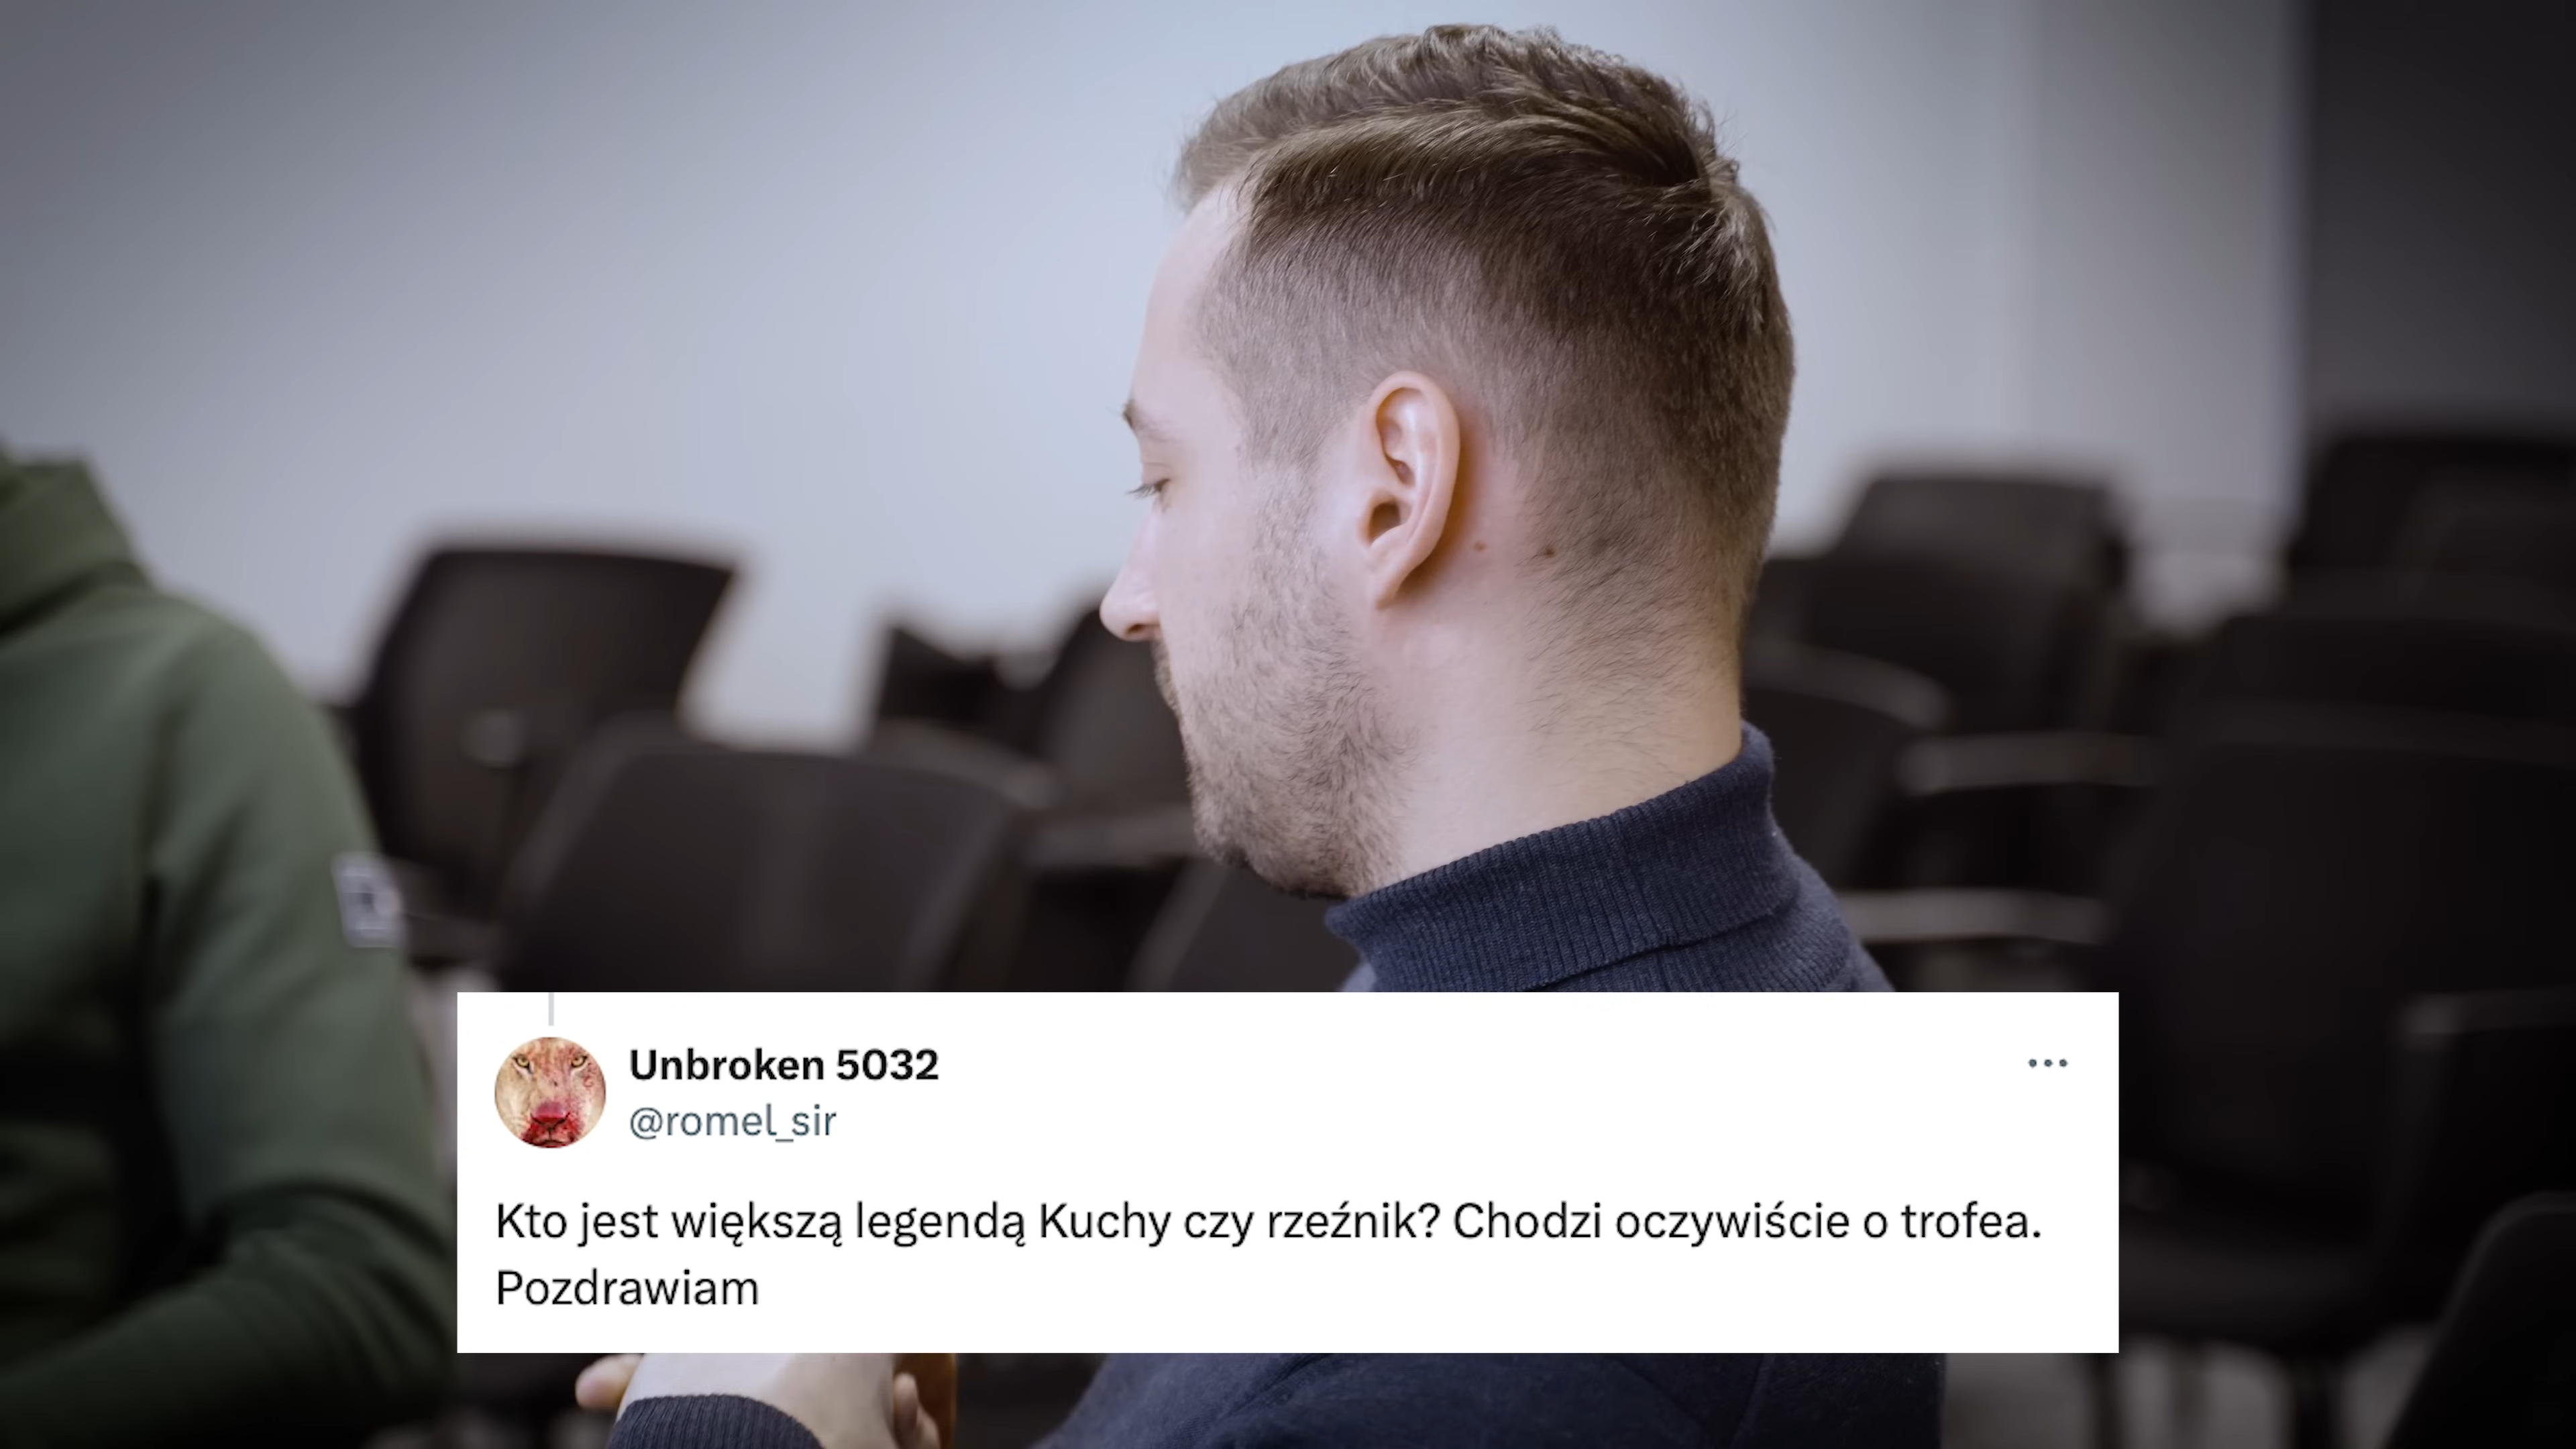 Unbroken 5032
@romel_sir
Kto jest większą legendą Kuchy czy rzeźnik? Chodzi oczywiście o trofea.
Pozdrawiam